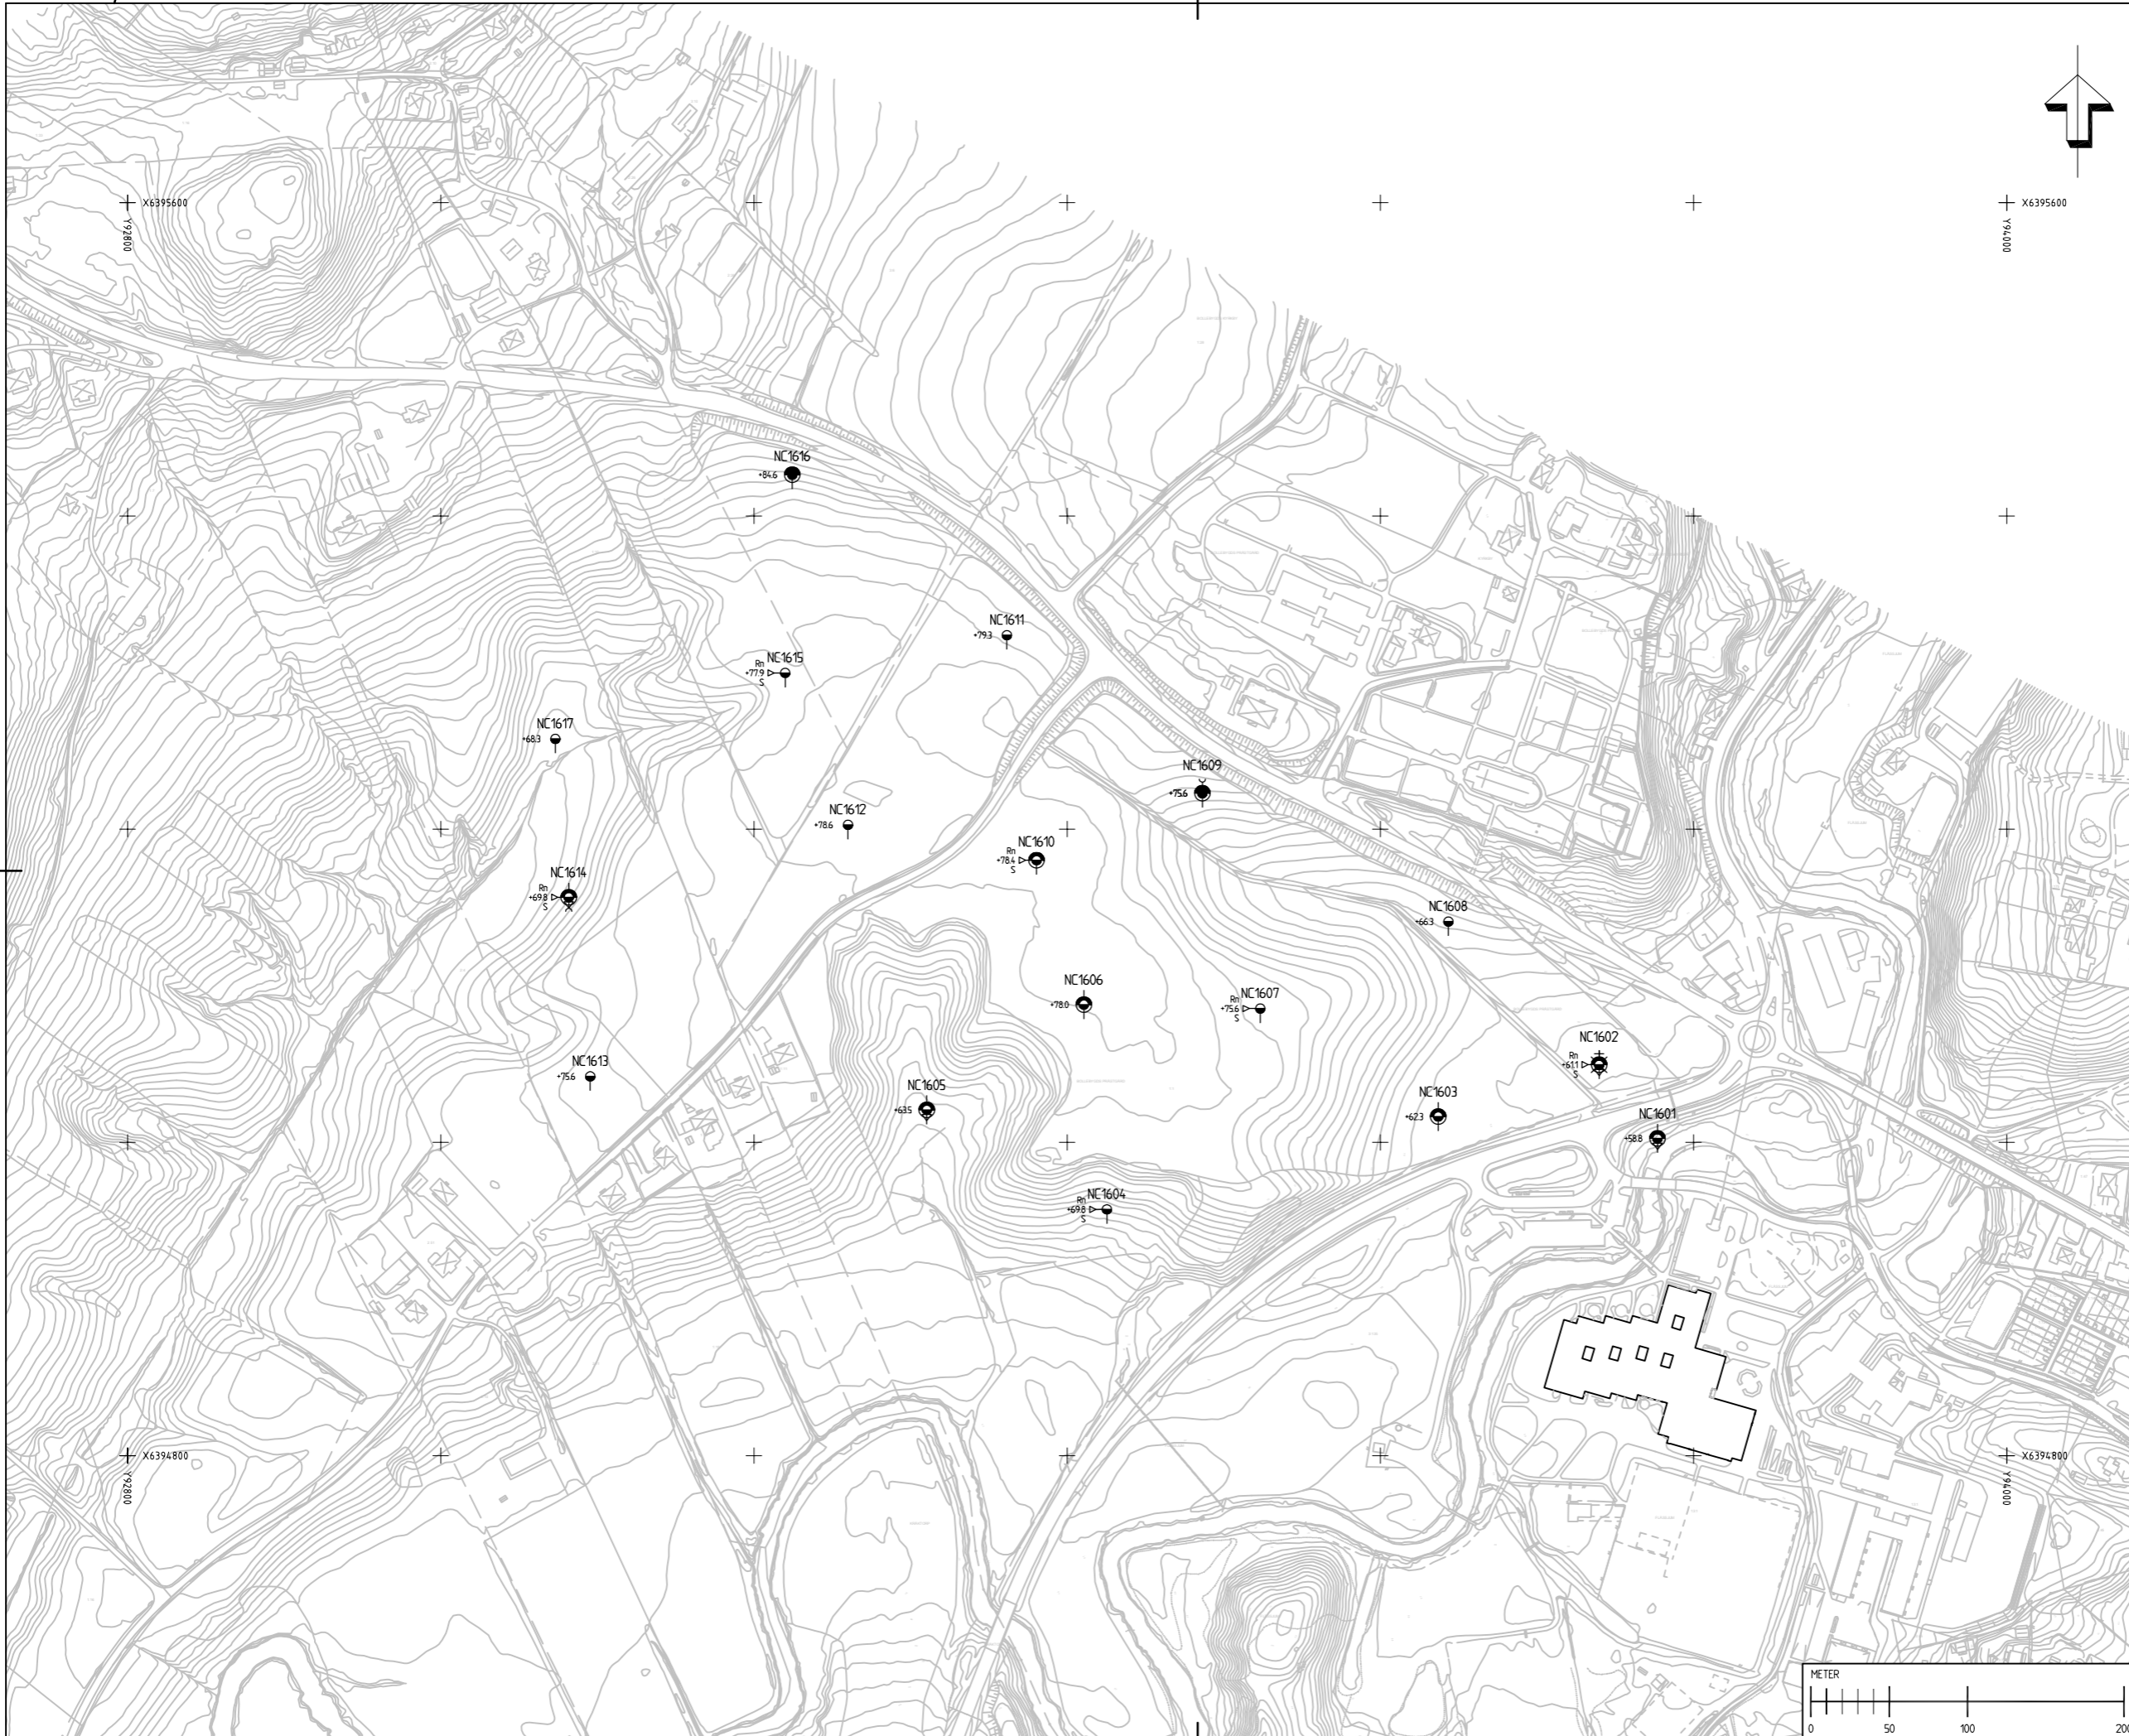 X6395600
Y92800
X6395600
Y94000
NC1616
+84.6
NC1611
+79.3
NC1615
Rn
+77.9
S
NC1617
+68.3
NC1609
+75.6
NC1612
+78.6
NC1610
Rn
+78.4
S
NC1614
Rn
+69.8
S
NC1608
+66.3
NC1606
+78.0
NC1607
Rn
+75.6
S
NC1602
Rn
+61.1
S
NC1613
+75.6
NC1605
+63.5
NC1603
+62.3
NC1601
+58.8
NC1604
Rn
+69.8
S
X6394800
Y92800
X6394800
Y94000
METER
0 50 100 200